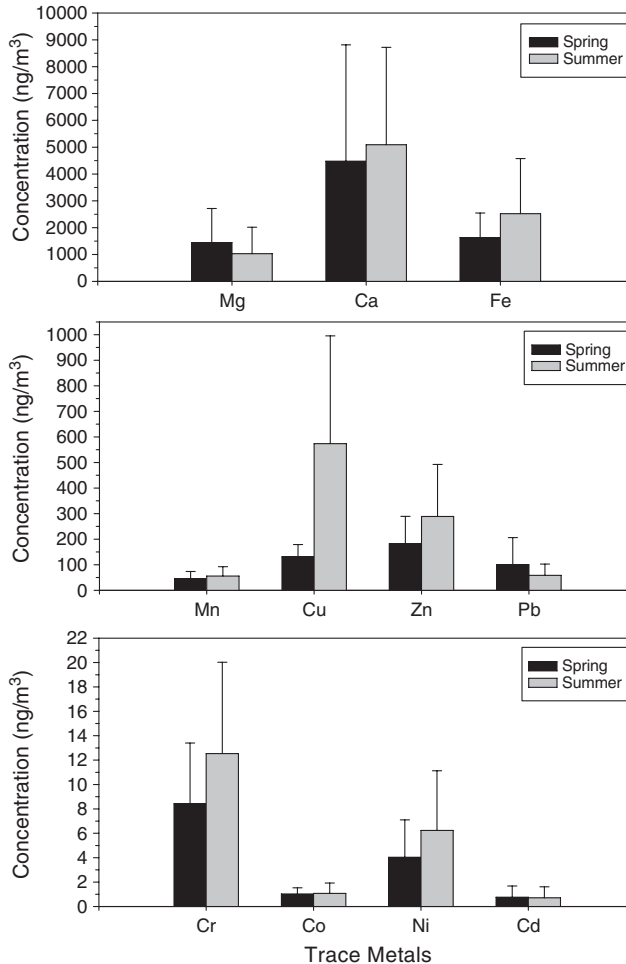 Concentration (ng/m³)
10000
9000
8000
7000
6000
5000
4000
3000
2000
1000
0
Spring
Summer
Mg Ca Fe
Concentration (ng/m³)
1000
900
800
700
600
500
400
300
200
100
0
Spring
Summer
Mn Cu Zn Pb
Concentration (ng/m³)
22
20
18
16
14
12
10
8
6
4
2
0
Spring
Summer
Cr Co Ni Cd
Trace Metals